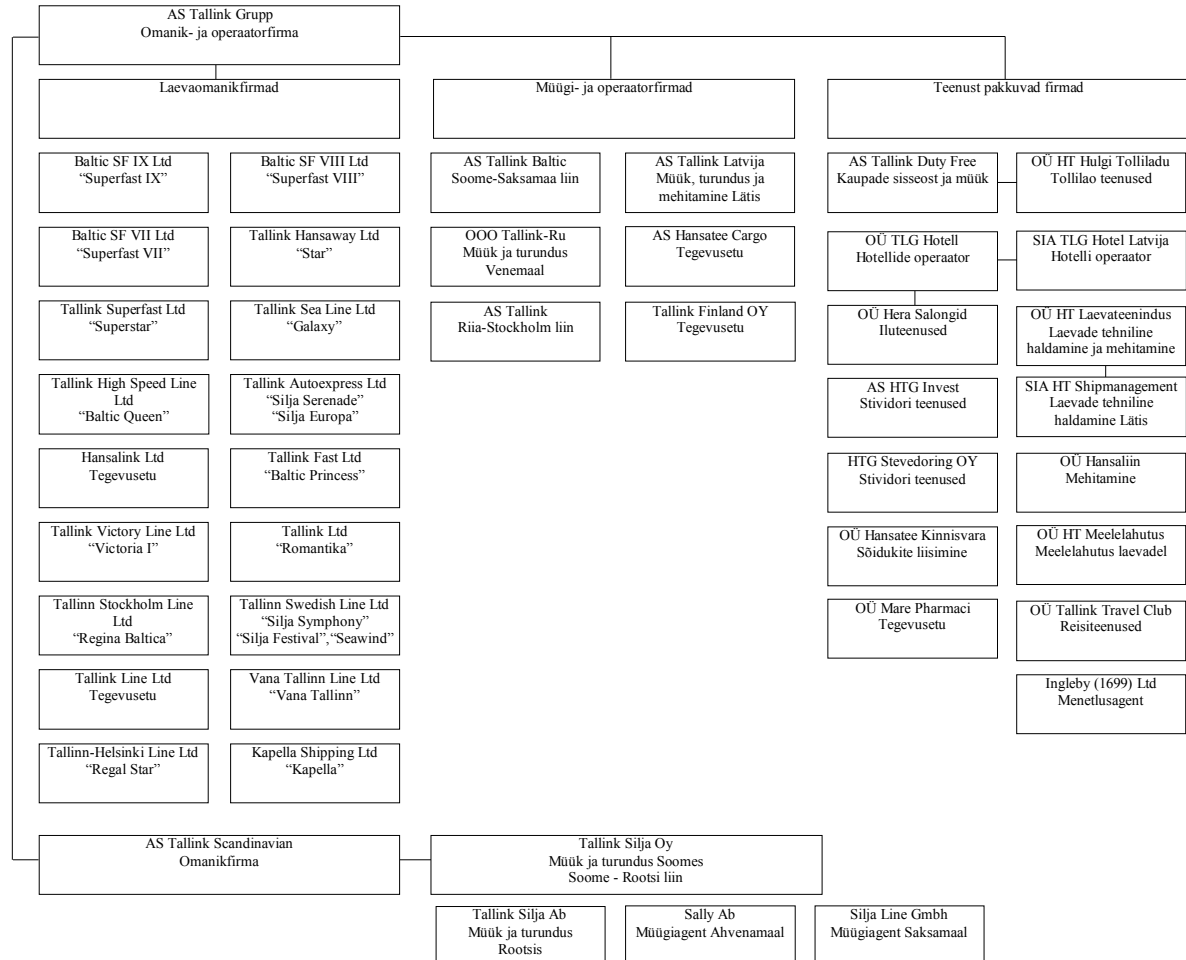 AS Tallink Grupp
Omanik- ja operaatorfirma
Laevaomanikfirmad
Müügi- ja operaatorfirmad
Teenust pakkuvad firmad
Baltic SF IX Ltd
“Superfast IX”
Baltic SF VIII Ltd
“Superfast VIII”
AS Tallink Baltic
Soome-Saksamaa liin
AS Tallink Latvija
Müük, turundus ja
mehitamine Lätis
AS Tallink Duty Free
Kaupade sisseost ja müük
OÜ HT Hulgi Tolliladu
Tollilao teenused
Baltic SF VII Ltd
“Superfast VII”
Tallink Hansaway Ltd
“Star”
OOO Tallink-Ru
Müük ja turundus
Venemaal
AS Hansatee Cargo
Tegevusetu
OÜ TLG Hotell
Hotellide operaator
SIA TLG Hotel Latvija
Hotelli operaator
Tallink Superfast Ltd
“Superstar”
Tallink Sea Line Ltd
“Galaxy”
AS Tallink
Riia-Stockholm liin
Tallink Finland OY
Tegevusetu
OÜ Hera Salongid
Iluteenused
OÜ HT Laevateenindus
Laevade tehniline
haldamine ja mehitamine
Tallink High Speed Line
Ltd
“Baltic Queen”
Tallink Autoexpress Ltd
“Silja Serenade”
“Silja Europa”
AS HTG Invest
Stividori teenused
SIA HT Shipmanagement
Laevade tehniline
haldamine Lätis
Hansalink Ltd
Tegevusetu
Tallink Fast Ltd
“Baltic Princess”
HTG Stevedoring OY
Stividori teenused
OÜ Hansaliin
Mehitamine
Tallink Victory Line Ltd
“Victoria I”
Tallink Ltd
“Romantika”
OÜ Hansatee Kinnisvara
Sõidukite liisimine
OÜ HT Meelelahutus
Meelelahutus laevadel
Tallinn Stockholm Line
Ltd
“Regina Baltica”
Tallinn Swedish Line Ltd
“Silja Symphony”
“Silja Festival”,“Seawind”
OÜ Mare Pharmaci
Tegevusetu
OÜ Tallink Travel Club
Reisiteenused
Tallink Line Ltd
Tegevusetu
Vana Tallinn Line Ltd
“Vana Tallinn”
Ingleby (1699) Ltd
Menetlusagent
Tallinn-Helsinki Line Ltd
“Regal Star”
Kapella Shipping Ltd
“Kapella”
AS Tallink Scandinavian
Omanikfirma
Tallink Silja Oy
Müük ja turundus Soomes
Soome - Rootsi liin
Tallink Silja Ab
Müük ja turundus
Rootsis
Sally Ab
Müügiagent Ahvenamaal
Silja Line Gmbh
Müügiagent Saksamaal